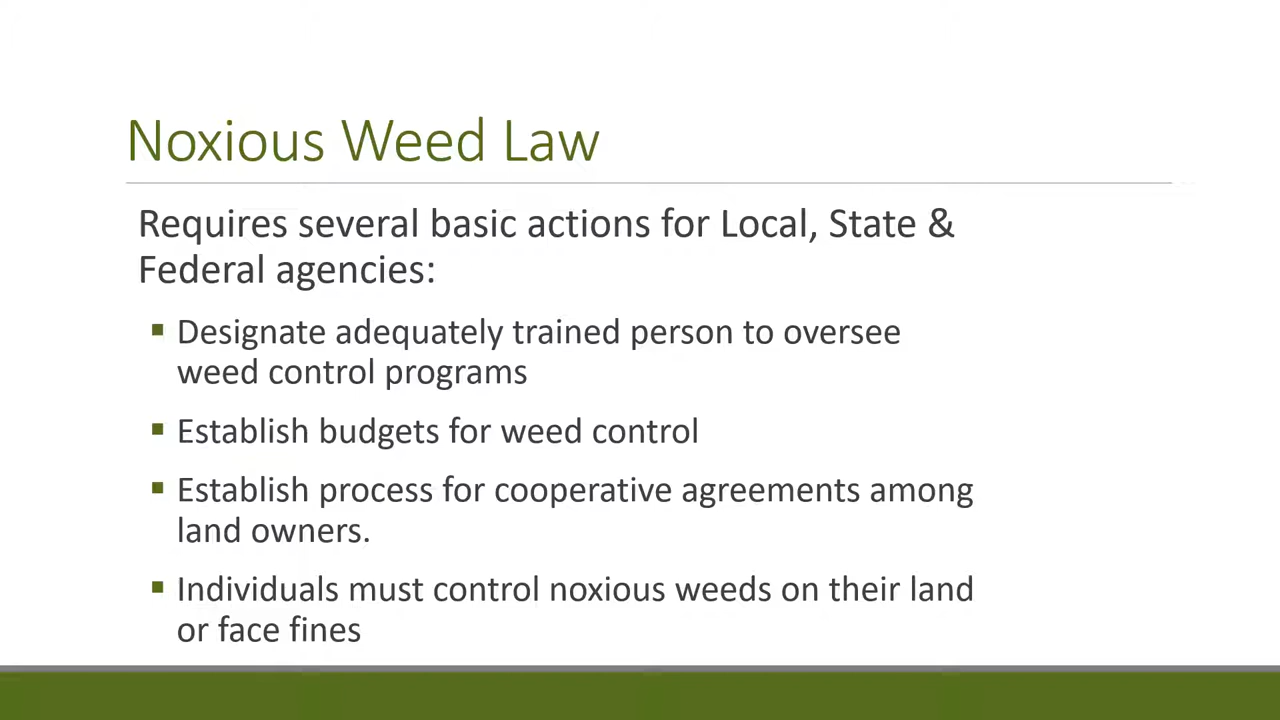 Noxious Weed Law
Requires several basic actions for Local, State &
Federal agencies:
▪ Designate adequately trained person to oversee
weed control programs
▪ Establish budgets for weed control
▪ Establish process for cooperative agreements among
land owners.
▪ Individuals must control noxious weeds on their land
or face fines